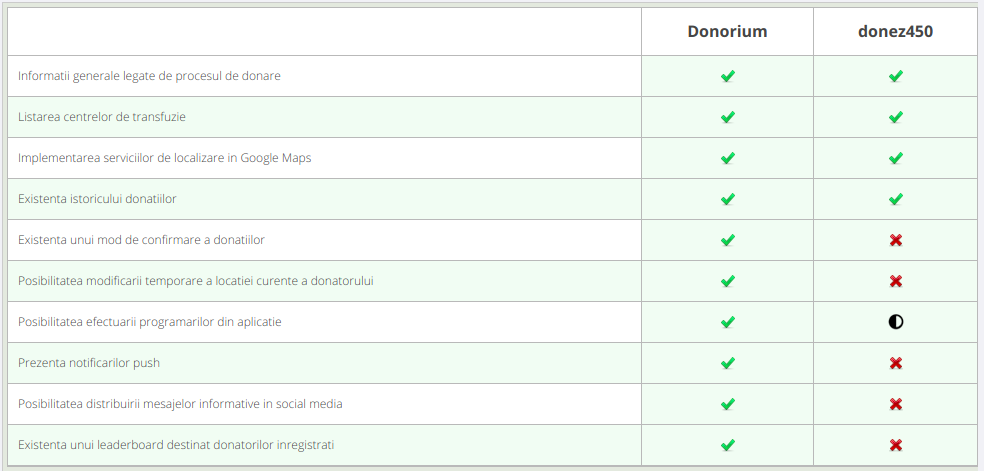 Donorium donez450
Informatii generale legate de procesul de donare
Listarea centrelor de transfuzie
Implementarea serviciilor de localizare in Google Maps
Existenta istoricului donatiilor
Existenta unui mod de confirmare a donatiilor
Posibilitatea modificarii temporare a locatiei curente a donatorului
Posibilitatea efectuarii programarilor din aplicatie
Prezenta notificarilor push
Posibilitatea distribuirii mesajelor informative in social media
Existenta unui leaderboard destinat donatorilor inregistrati